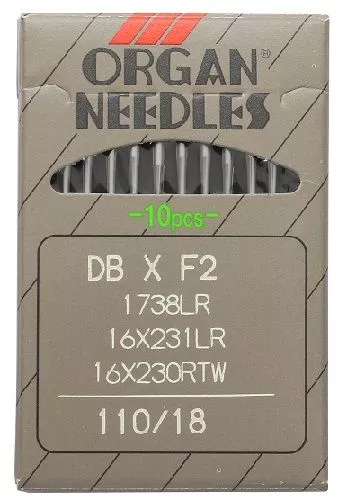 ORGAN®
NEEDLES
-10pcs-
DB X F2
1738LR
16X231LR
16X230RTW
110/18